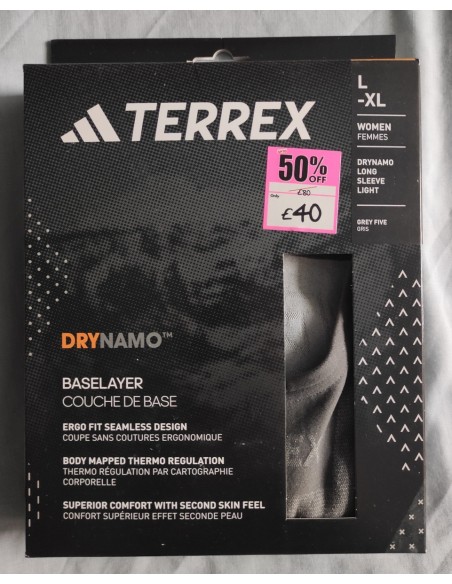 TERREX
L
-XL
WOMEN
FEMMES
DRYNAMO
LONG
SLEEVE
LIGHT
GREY FIVE
GRIS
50%
OFF
£80
Only
£40
DRYNAMO™
BASELAYER
COUCHE DE BASE
ERGO FIT SEAMLESS DESIGN
COUPE SANS COUTURES ERGONOMIQUE
BODY MAPPED THERMO REGULATION
THERMO RÉGULATION PAR CARTOGRAPHIE
CORPORELLE
SUPERIOR COMFORT WITH SECOND SKIN FEEL
CONFORT SUPÉRIEUR EFFET SECONDE PEAU